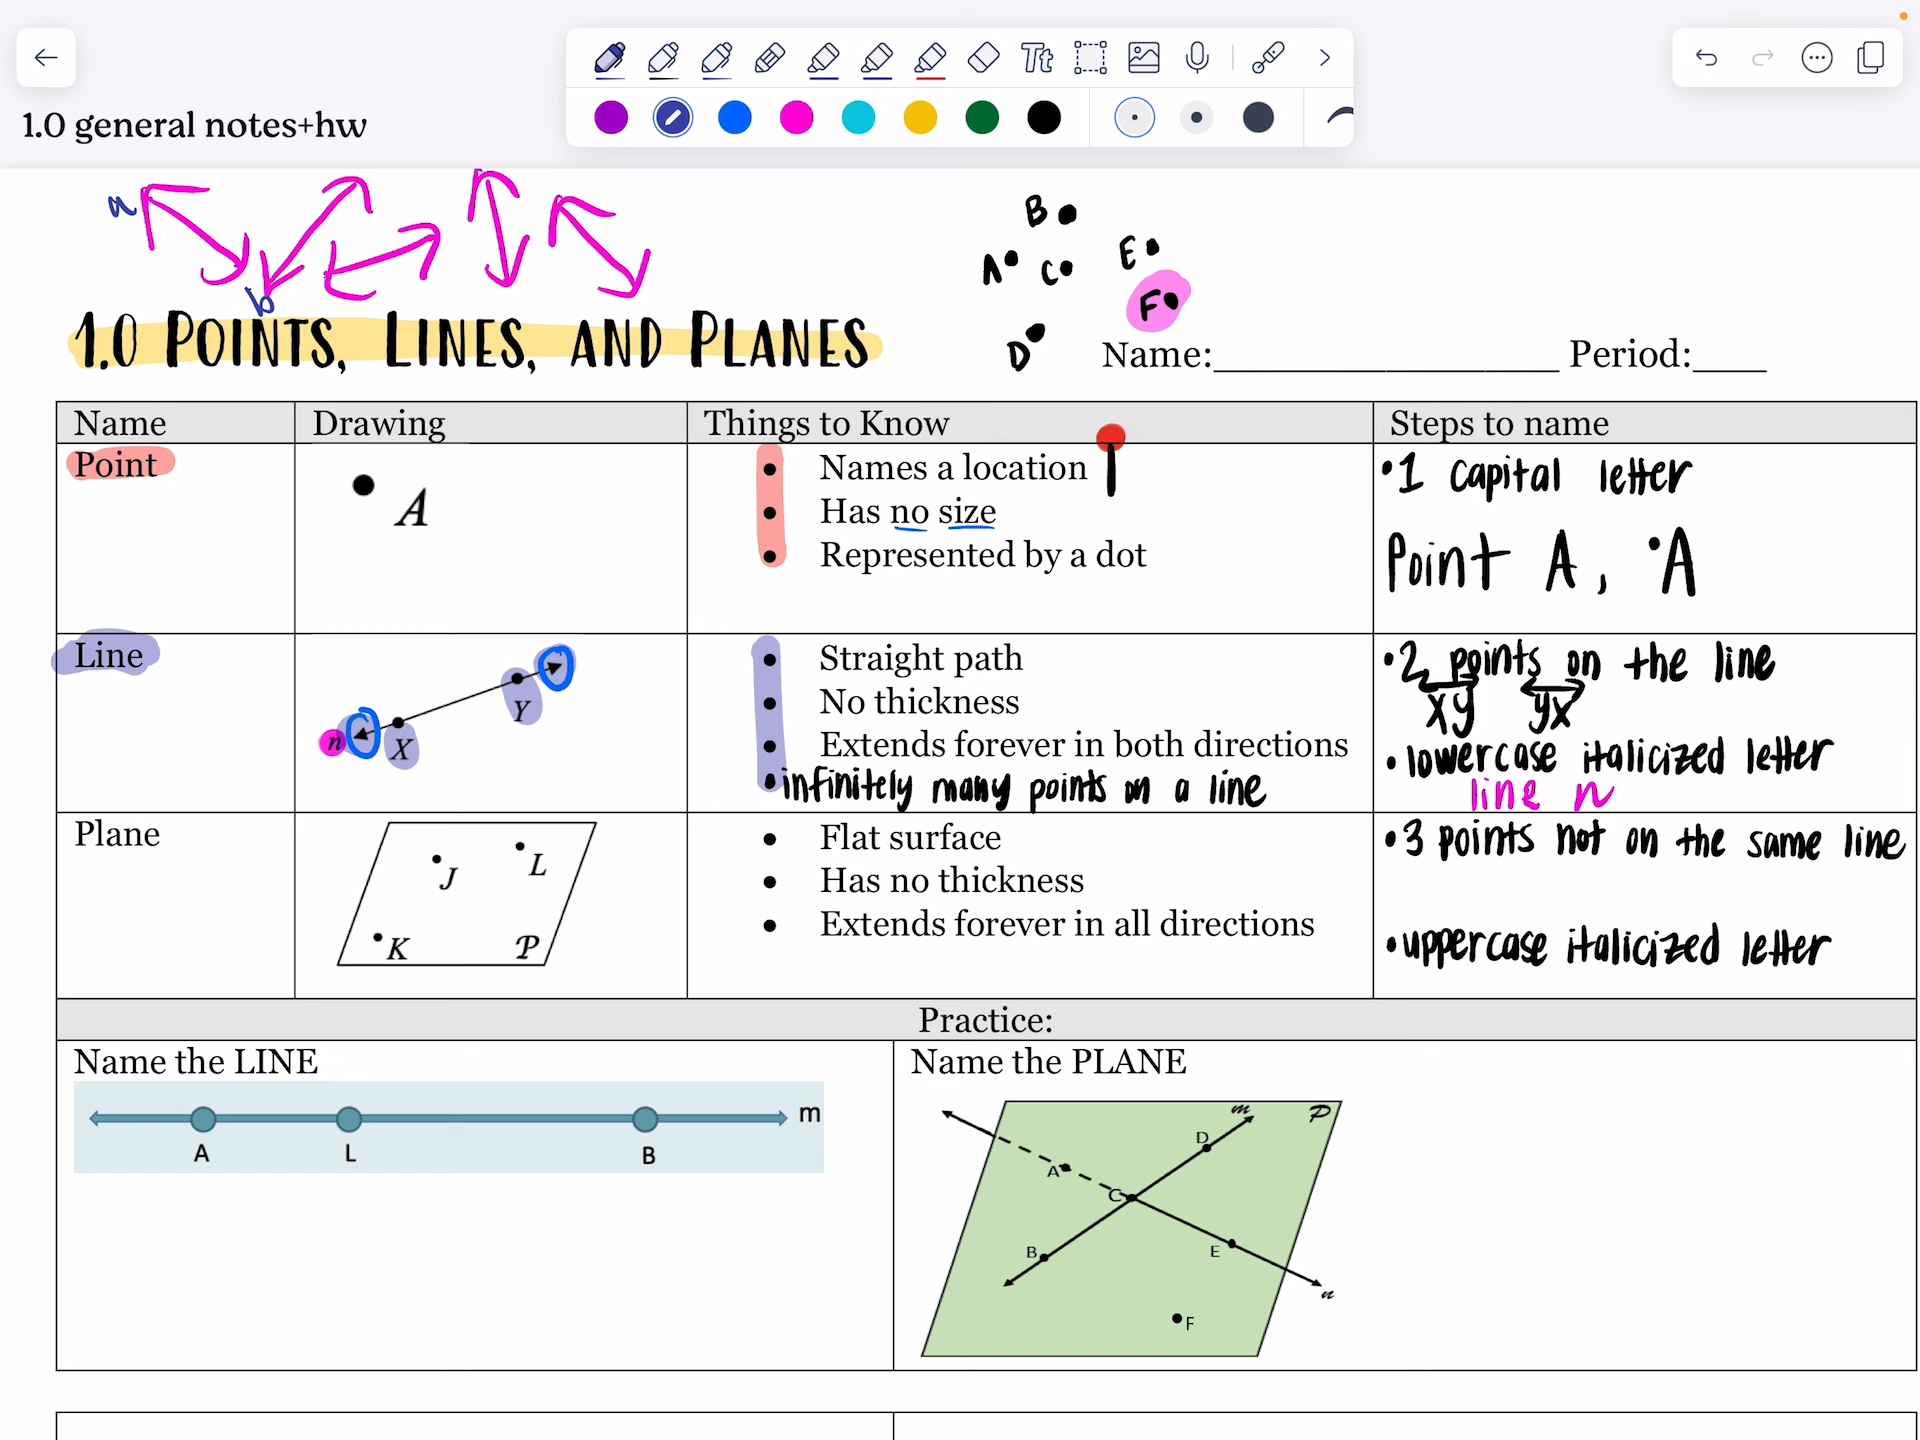 Tt
1.0 general notes+hw
a
b
B
A
C
E
F
D
1.0 POINTS, LINES, AND PLANES
Name:___________________ Period:____
Name Drawing Things to Know Steps to name
Point
A
• Names a location
• Has no size
• Represented by a dot
•1 capital letter
Point A, •A
Line
n X Y
• Straight path
• No thickness
• Extends forever in both directions
•infinitely many points on a line
•2 points on the line
xy yx
•lowercase italicized letter
line n
Plane
J L
K P
• Flat surface
• Has no thickness
• Extends forever in all directions
•3 points not on the same line
•uppercase italicized letter
Practice:
Name the LINE
m
A L B
Name the PLANE
m P
D
A
C
B E
n
F